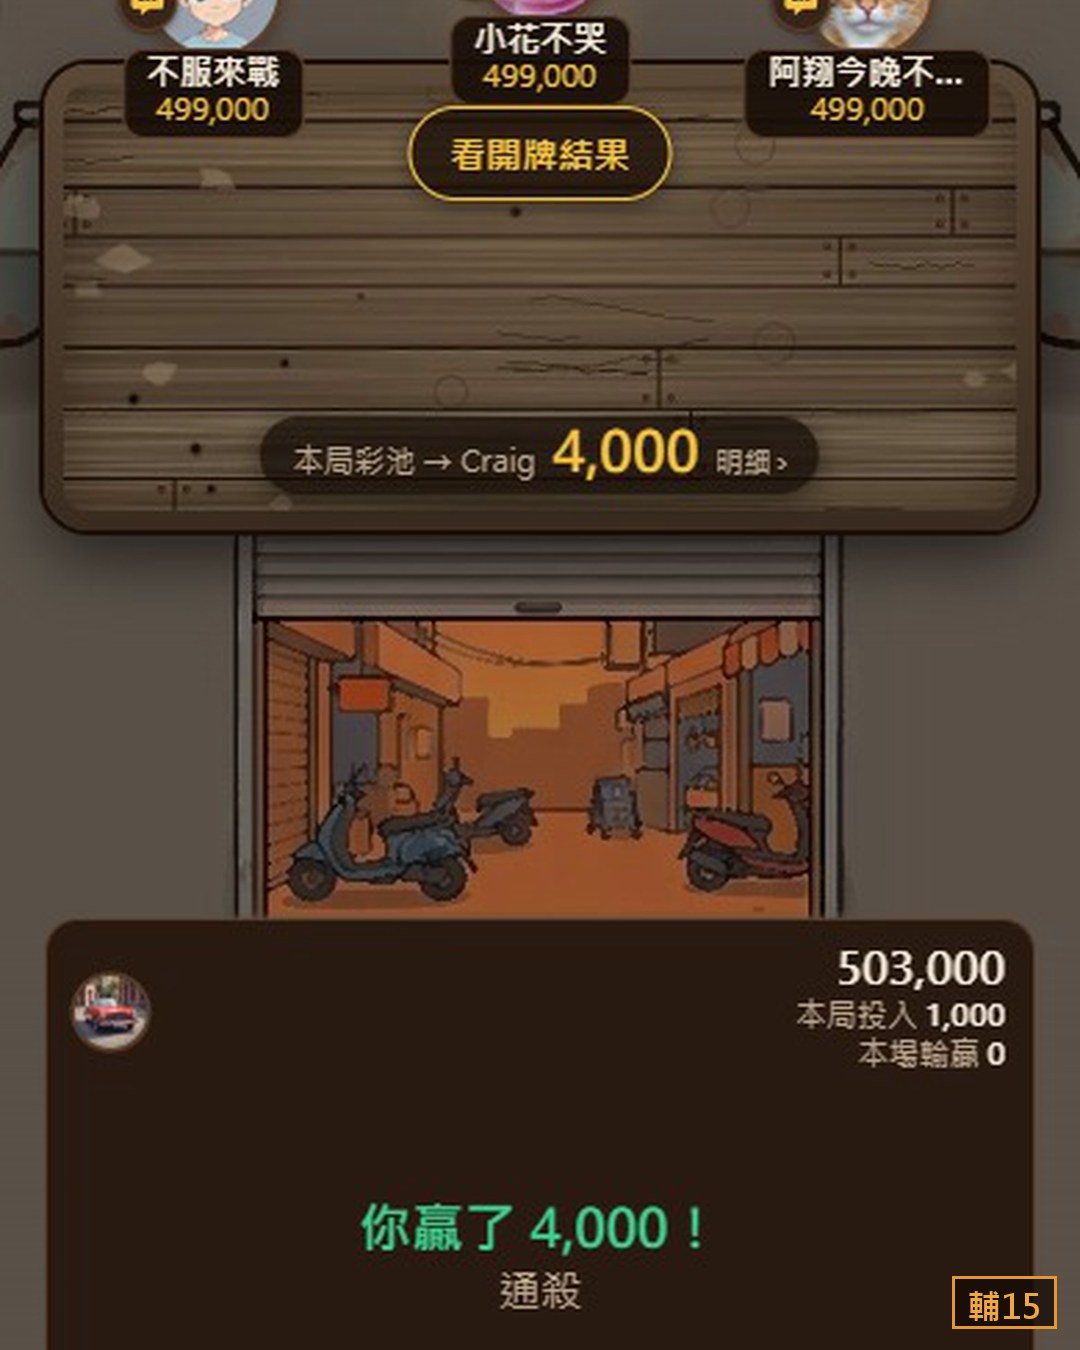 小花不哭
499,000
不服來戰
499,000
阿翔今晚不...
499,000
看開牌結果
本局彩池 → Craig 4,000 明細 ›
503,000
本局投入 1,000
本場輸贏 0
你贏了 4,000！
通殺
輔15